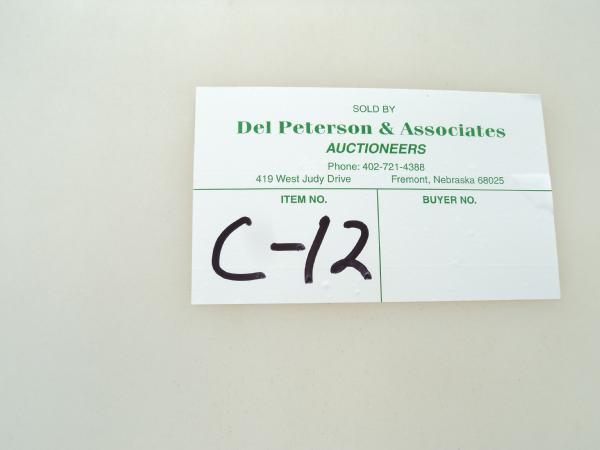 SOLD BY
Del Peterson & Associates
AUCTIONEERS
Phone: 402-721-4388
419 West Judy Drive Fremont, Nebraska 68025
ITEM NO. BUYER NO.
C-12